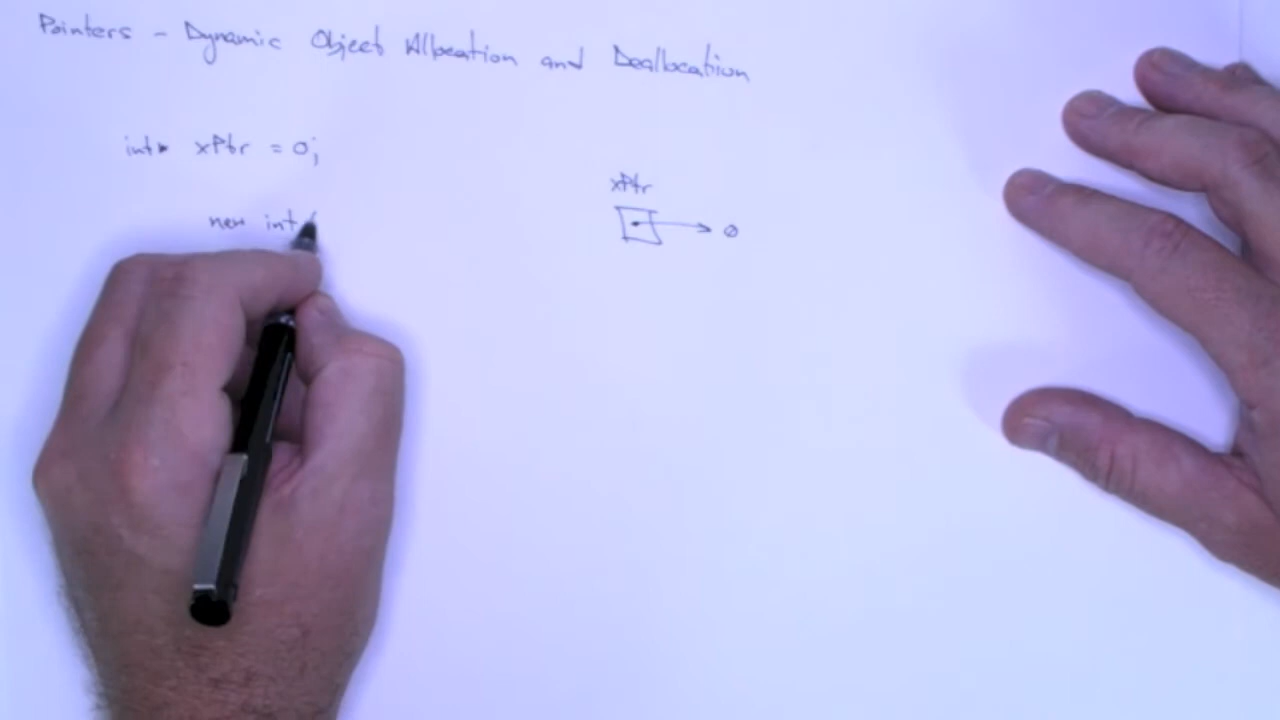 Pointers - Dynamic Object Allocation and Deallocation
int* xPtr = 0;
xPtr
new int(
0